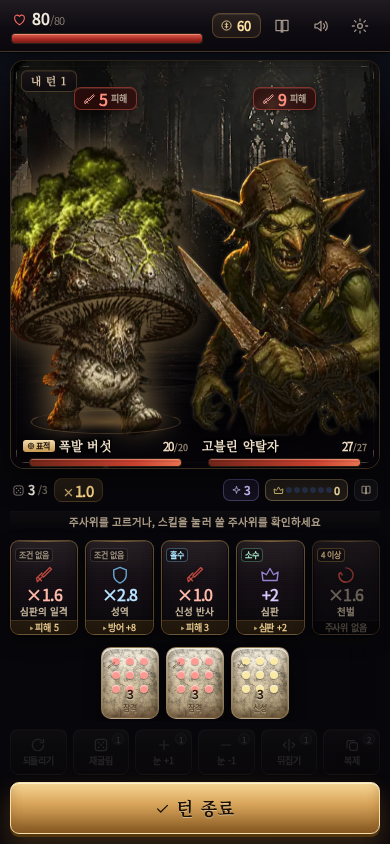 80/80
60
내 턴 1
5 피해
9 피해
표적 폭발 버섯 20/20
고블린 약탈자 27/27
3/3 ×1.0
3
0
주사위를 고르거나, 스킬을 눌러 쓸 주사위를 확인하세요
조건 없음
×1.6
심판의 일격
▸피해 5
조건 없음
×2.8
성역
▸방어 +8
홀수
×1.0
신성 반사
▸피해 3
소수
+2
심판
▸심판 +2
4 이상
×1.6
천벌
주사위 없음
3
3
3
신성
되돌리기
재굴림 1
눈 +1 1
눈 -1 1
뒤집기 1
복제 2
✓ 턴 종료